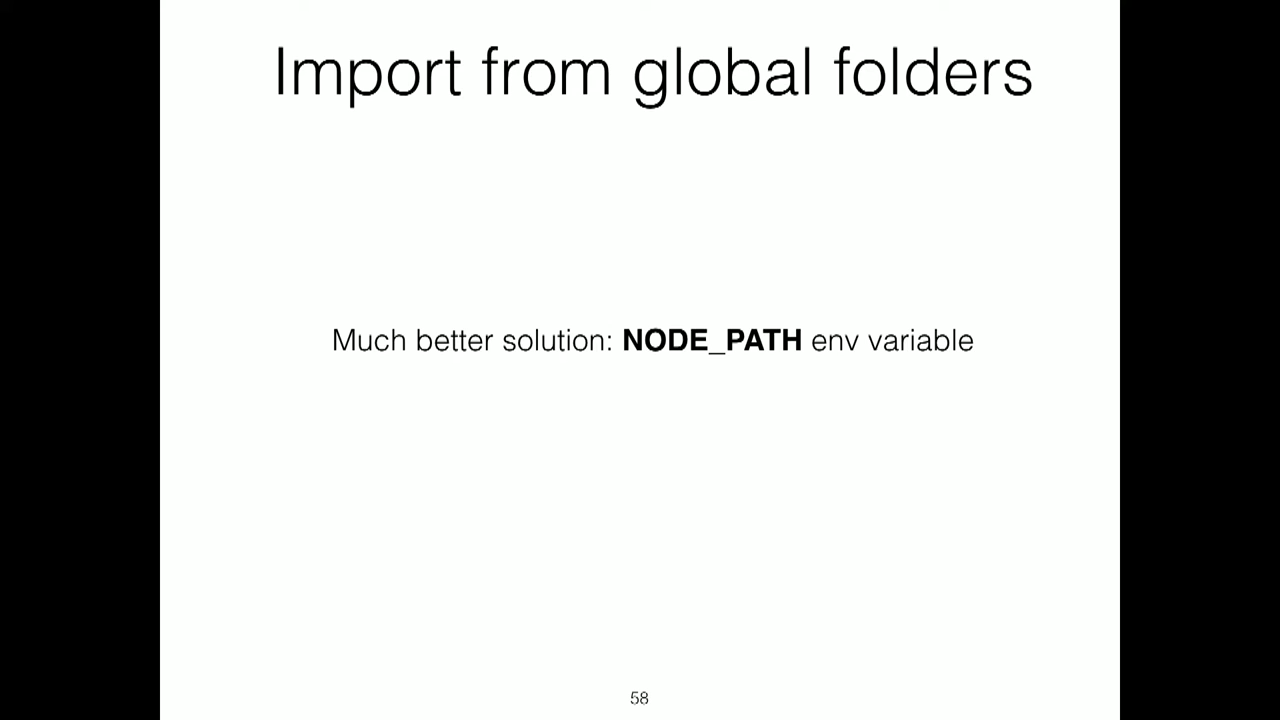 Import from global folders
Much better solution: NODE_PATH env variable
58